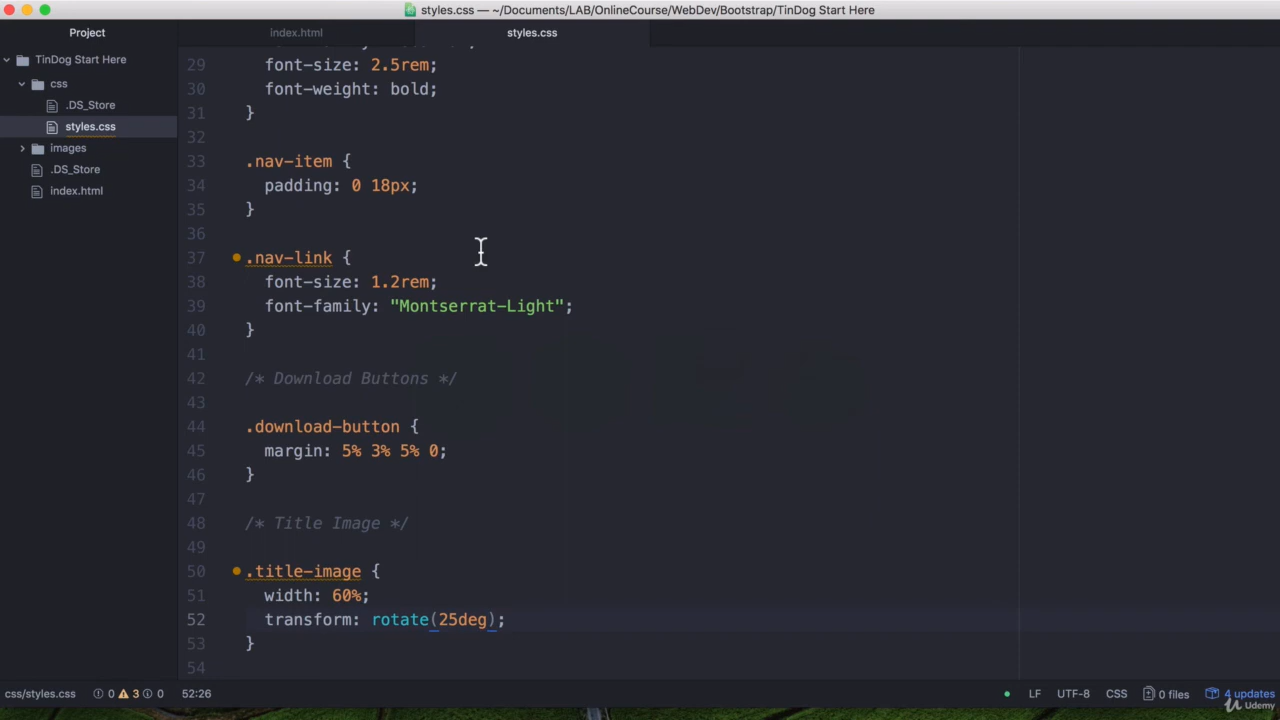 styles.css — ~/Documents/LAB/OnlineCourse/WebDev/Bootstrap/TinDog Start Here
Project
index.html
styles.css
TinDog Start Here
css
.DS_Store
styles.css
images
.DS_Store
index.html
29 font-size: 2.5rem;
30 font-weight: bold;
31 }
32
33 .nav-item {
34 padding: 0 18px;
35 }
36
37 .nav-link {
38 font-size: 1.2rem;
39 font-family: "Montserrat-Light";
40 }
41
42 /* Download Buttons */
43
44 .download-button {
45 margin: 5% 3% 5% 0;
46 }
47
48 /* Title Image */
49
50 .title-image {
51 width: 60%;
52 transform: rotate(25deg);
53 }
54
css/styles.css 0 3 0 52:26 LF UTF-8 CSS 0 files 4 updates
Udemy